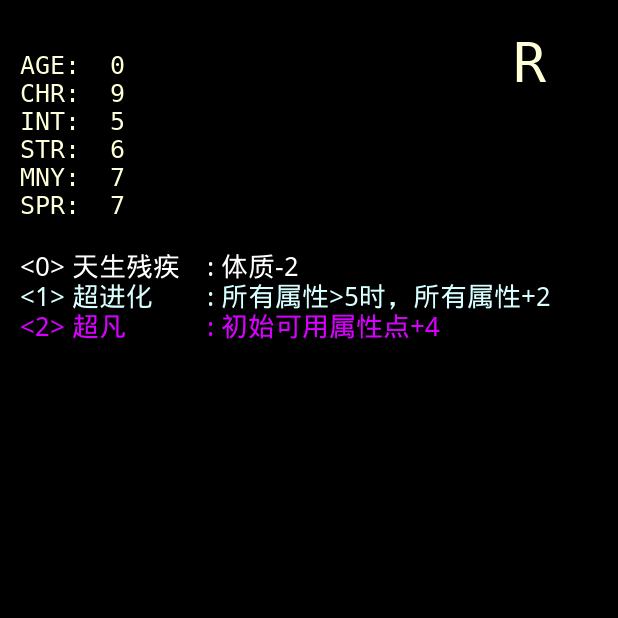 R
AGE: 0
CHR: 9
INT: 5
STR: 6
MNY: 7
SPR: 7
<0> 天生残疾 : 体质-2
<1> 超进化 : 所有属性>5时，所有属性+2
<2> 超凡 : 初始可用属性点+4